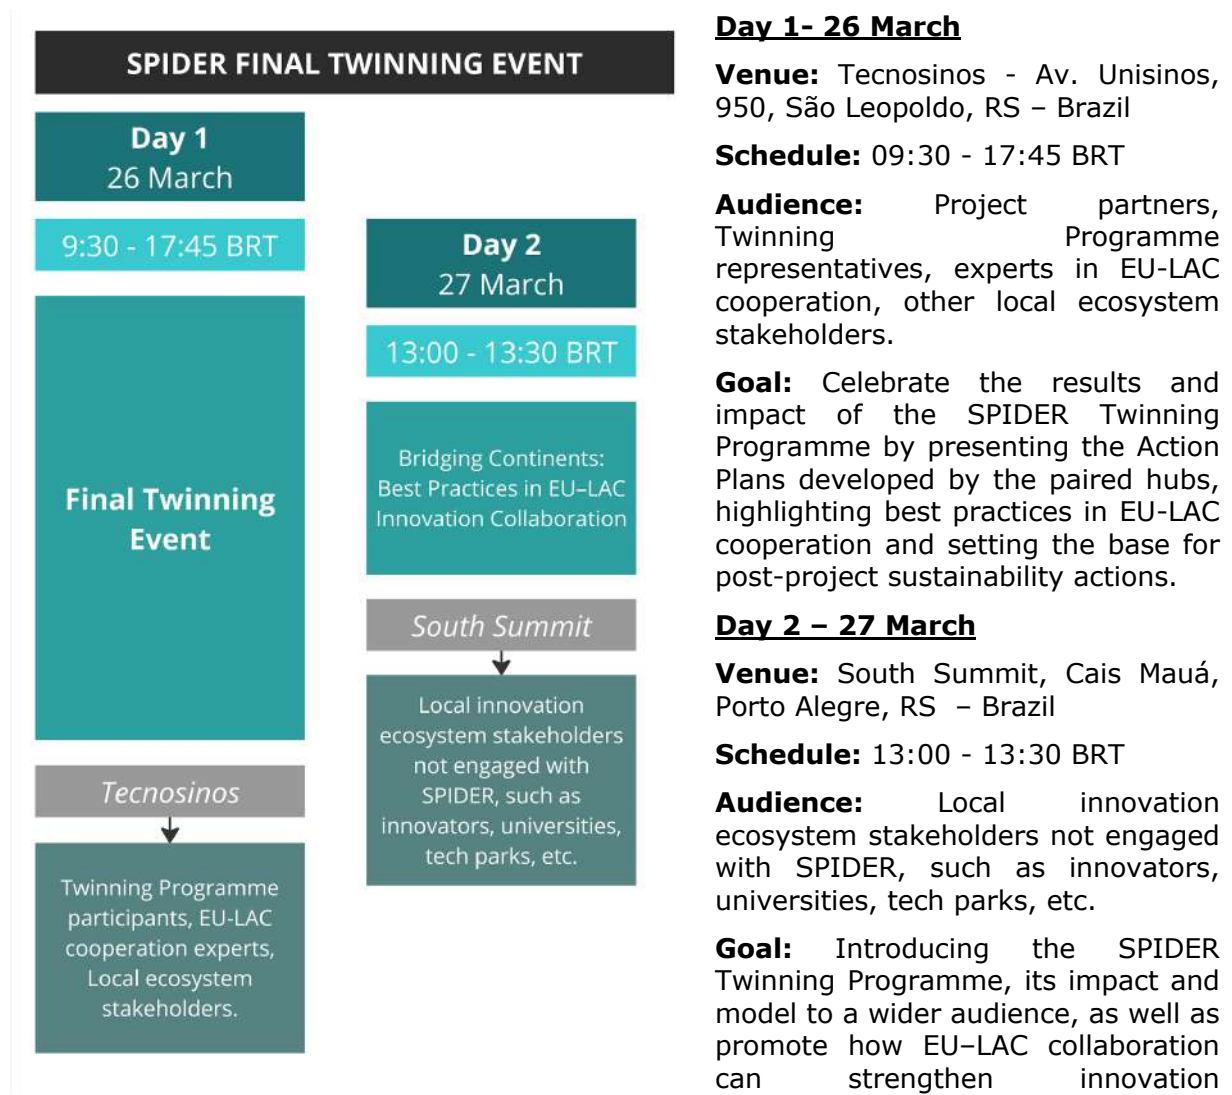 SPIDER FINAL TWINNING EVENT
Day 1
26 March
9:30 - 17:45 BRT
Final Twinning
Event
Tecnosinos
Twinning Programme
participants, EU-LAC
cooperation experts,
Local ecosystem
stakeholders.
Day 2
27 March
13:00 - 13:30 BRT
Bridging Continents:
Best Practices in EU–LAC
Innovation Collaboration
South Summit
Local innovation
ecosystem stakeholders
not engaged with
SPIDER, such as
innovators, universities,
tech parks, etc.
Day 1- 26 March
Venue: Tecnosinos - Av. Unisinos,
950, São Leopoldo, RS – Brazil
Schedule: 09:30 - 17:45 BRT
Audience: Project partners,
Twinning Programme
representatives, experts in EU-LAC
cooperation, other local ecosystem
stakeholders.
Goal: Celebrate the results and
impact of the SPIDER Twinning
Programme by presenting the Action
Plans developed by the paired hubs,
highlighting best practices in EU-LAC
cooperation and setting the base for
post-project sustainability actions.
Day 2 – 27 March
Venue: South Summit, Cais Mauá,
Porto Alegre, RS – Brazil
Schedule: 13:00 - 13:30 BRT
Audience: Local innovation
ecosystem stakeholders not engaged
with SPIDER, such as innovators,
universities, tech parks, etc.
Goal: Introducing the SPIDER
Twinning Programme, its impact and
model to a wider audience, as well as
promote how EU–LAC collaboration
can strengthen innovation